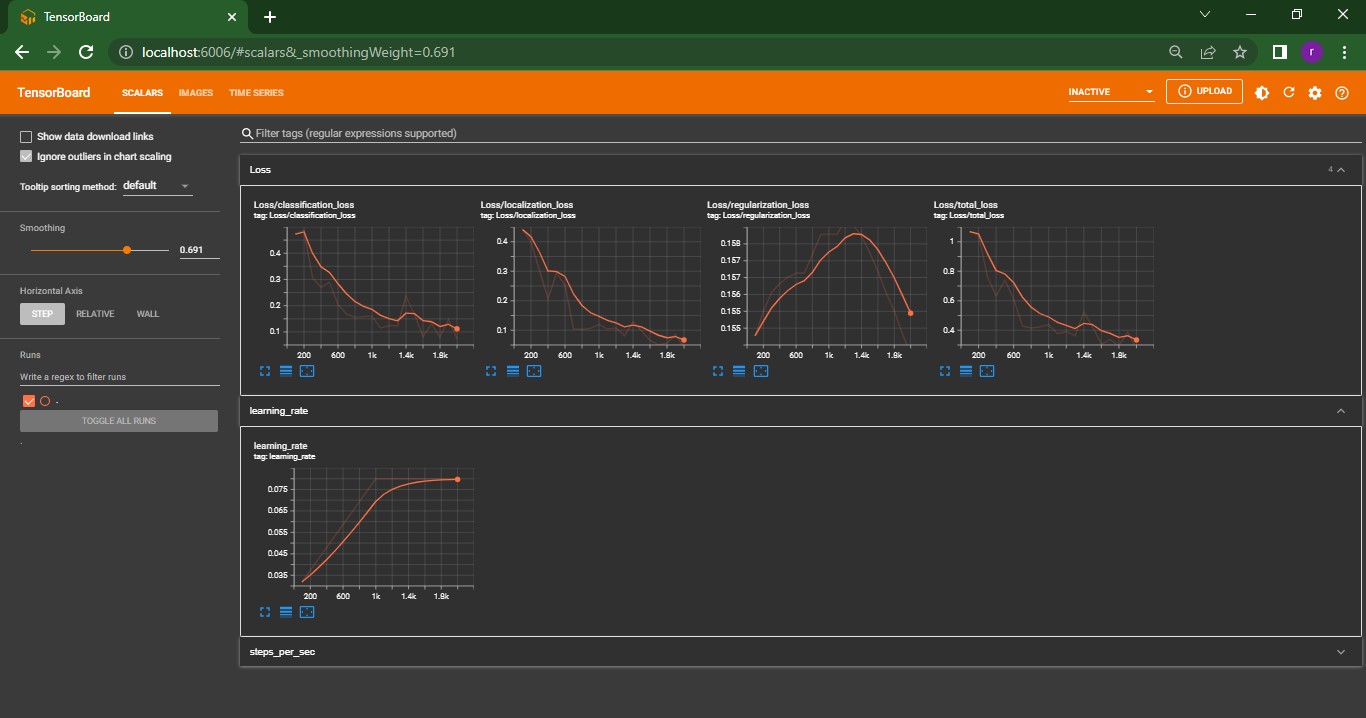 TensorBoard
localhost:6006/#scalars&_smoothingWeight=0.691
r
TensorBoard
SCALARS
IMAGES
TIME SERIES
INACTIVE
UPLOAD
Show data download links
Ignore outliers in chart scaling
Tooltip sorting method: default
Smoothing
0.691
Horizontal Axis
STEP RELATIVE WALL
Runs
Write a regex to filter runs
.
TOGGLE ALL RUNS
.
Filter tags (regular expressions supported)
Loss
4
Loss/classification_loss
tag: Loss/classification_loss
0.4
0.3
0.2
0.1
200 600 1k 1.4k 1.8k
Loss/localization_loss
tag: Loss/localization_loss
0.4
0.3
0.2
0.1
200 600 1k 1.4k 1.8k
Loss/regularization_loss
tag: Loss/regularization_loss
0.158
0.157
0.157
0.156
0.155
0.155
200 600 1k 1.4k 1.8k
Loss/total_loss
tag: Loss/total_loss
1
0.8
0.6
0.4
200 600 1k 1.4k 1.8k
learning_rate
learning_rate
tag: learning_rate
0.075
0.065
0.055
0.045
0.035
200 600 1k 1.4k 1.8k
steps_per_sec